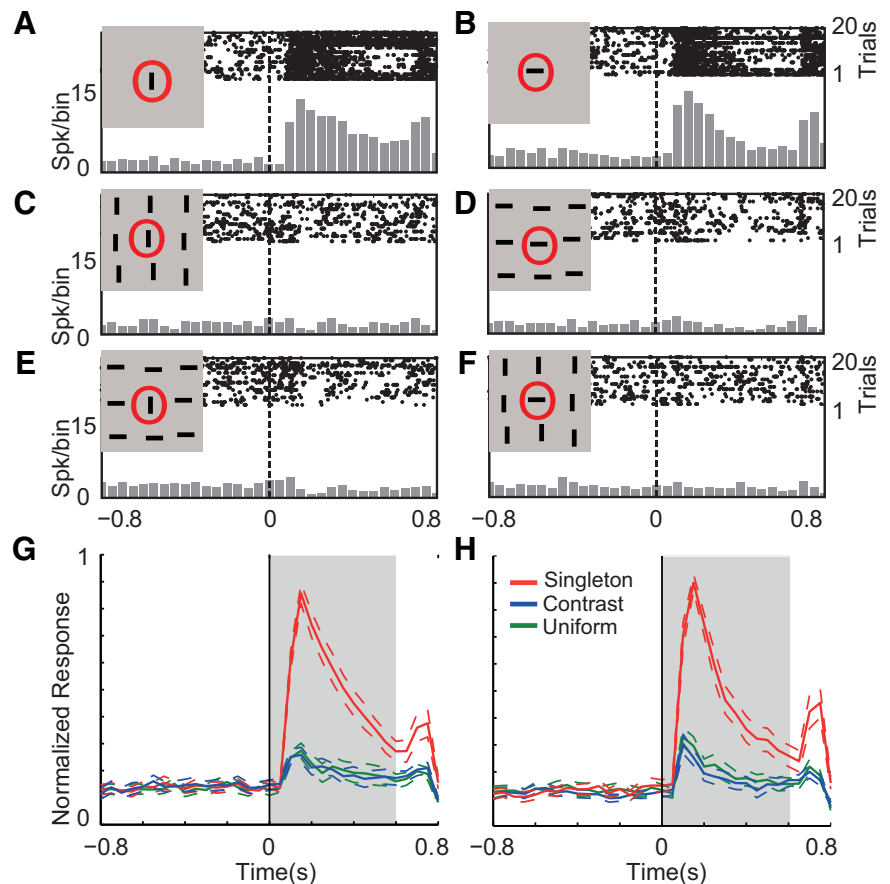 A
B
15
Spk/bin
0
20
Trials
1
C
D
15
Spk/bin
0
20
Trials
1
E
F
15
Spk/bin
0
20
Trials
1
−0.8 0 0.8
−0.8 0 0.8
G
H
1
Normalized Response
0
Singleton
Contrast
Uniform
−0.8 0 0.8
Time(s)
−0.8 0 0.8
Time(s)